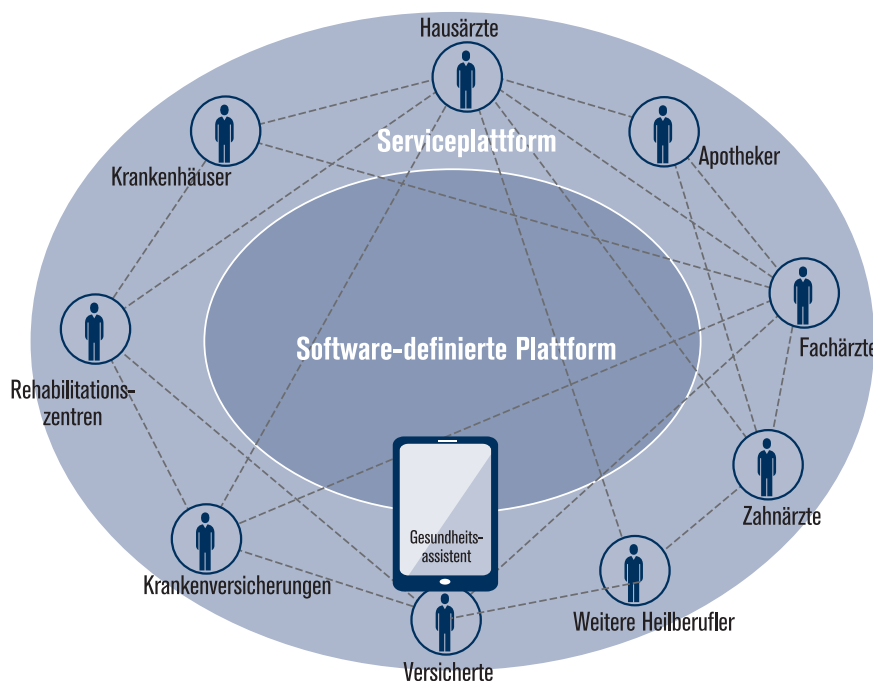 Hausärzte
Serviceplattform
Apotheker
Krankenhäuser
Fachärzte
Software-definierte Plattform
Rehabilitations-
zentren
Zahnärzte
Gesundheits-
assistent
Krankenversicherungen
Weitere Heilberufler
Versicherte